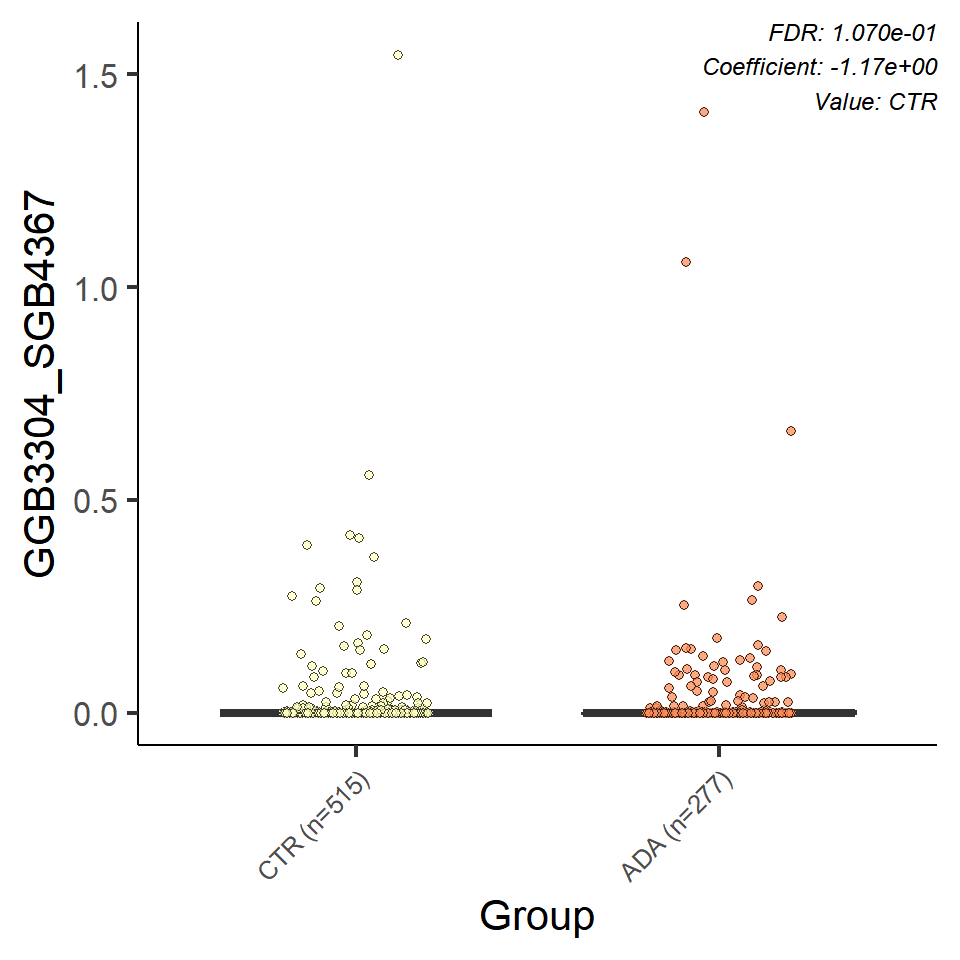 FDR: 1.070e-01
Coefficient: -1.17e+00
Value: CTR
GGB3304_SGB4367
1.5
1.0
0.5
0.0
CTR (n=515)
ADA (n=277)
Group